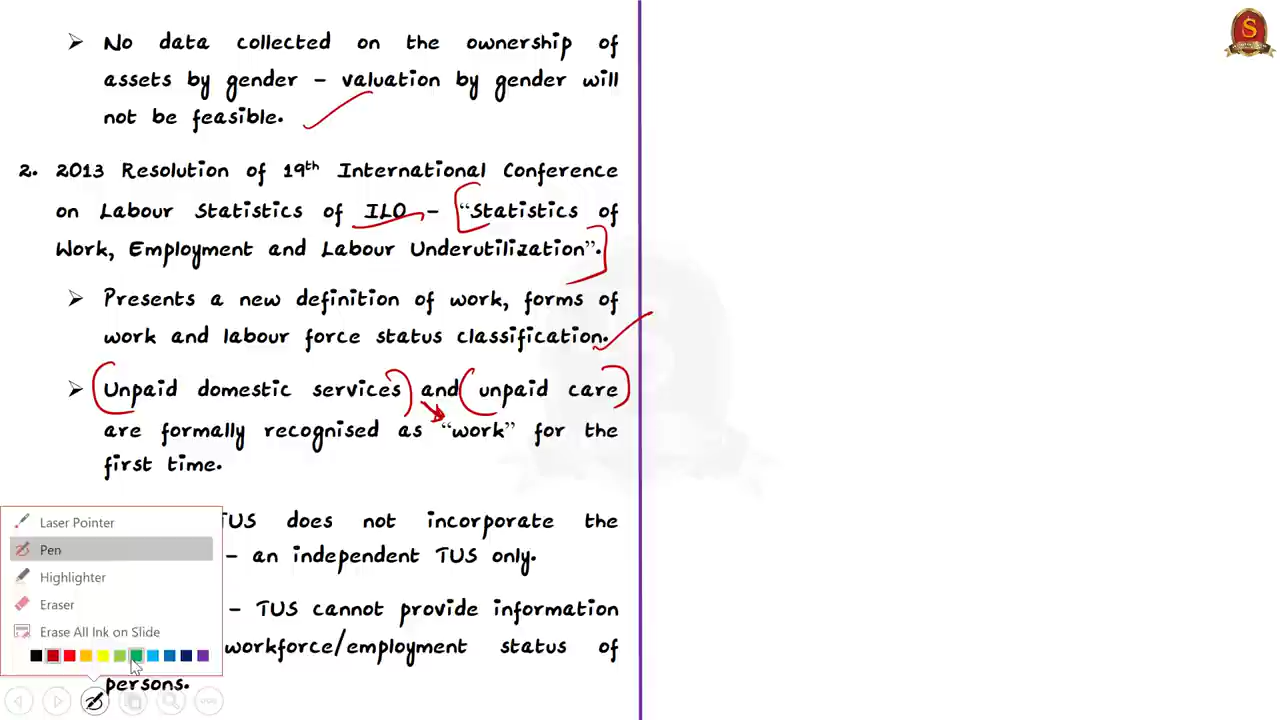 ➤ No data collected on the ownership of
assets by gender – valuation by gender will
not be feasible.
2. 2013 Resolution of 19th International Conference
on Labour Statistics of ILO – “Statistics of
Work, Employment and Labour Underutilization”.
➤ Presents a new definition of work, forms of
work and labour force status classification.
➤ Unpaid domestic services and unpaid care
are formally recognised as “work” for the
first time.
TUS does not incorporate the
– an independent TUS only.
– TUS cannot provide information
workforce/employment status of
persons.
Laser Pointer
Pen
Highlighter
Eraser
Erase All Ink on Slide
S